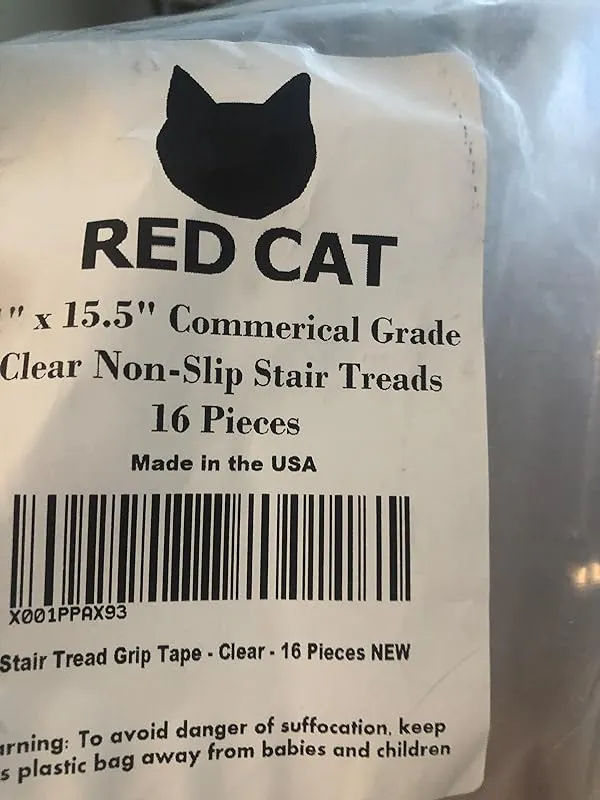 RED CAT
" x 15.5" Commerical Grade
Clear Non-Slip Stair Treads
16 Pieces
Made in the USA
X001PPAX93
Stair Tread Grip Tape - Clear - 16 Pieces NEW
arning: To avoid danger of suffocation, keep
s plastic bag away from babies and children